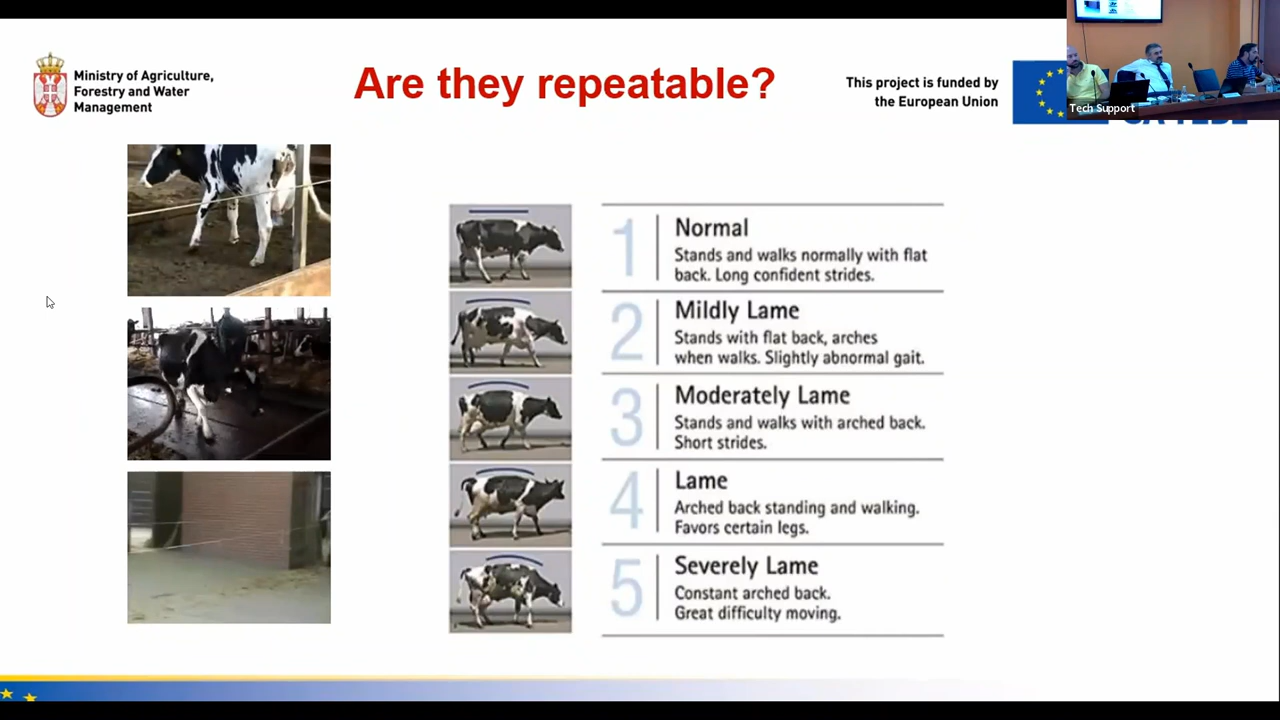 Ministry of Agriculture,
Forestry and Water
Management
Are they repeatable?
This project is funded by
the European Union
Tech Support
1
Normal
Stands and walks normally with flat
back. Long confident strides.
2
Mildly Lame
Stands with flat back, arches
when walks. Slightly abnormal gait.
3
Moderately Lame
Stands and walks with arched back.
Short strides.
4
Lame
Arched back standing and walking.
Favors certain legs.
5
Severely Lame
Constant arched back.
Great difficulty moving.